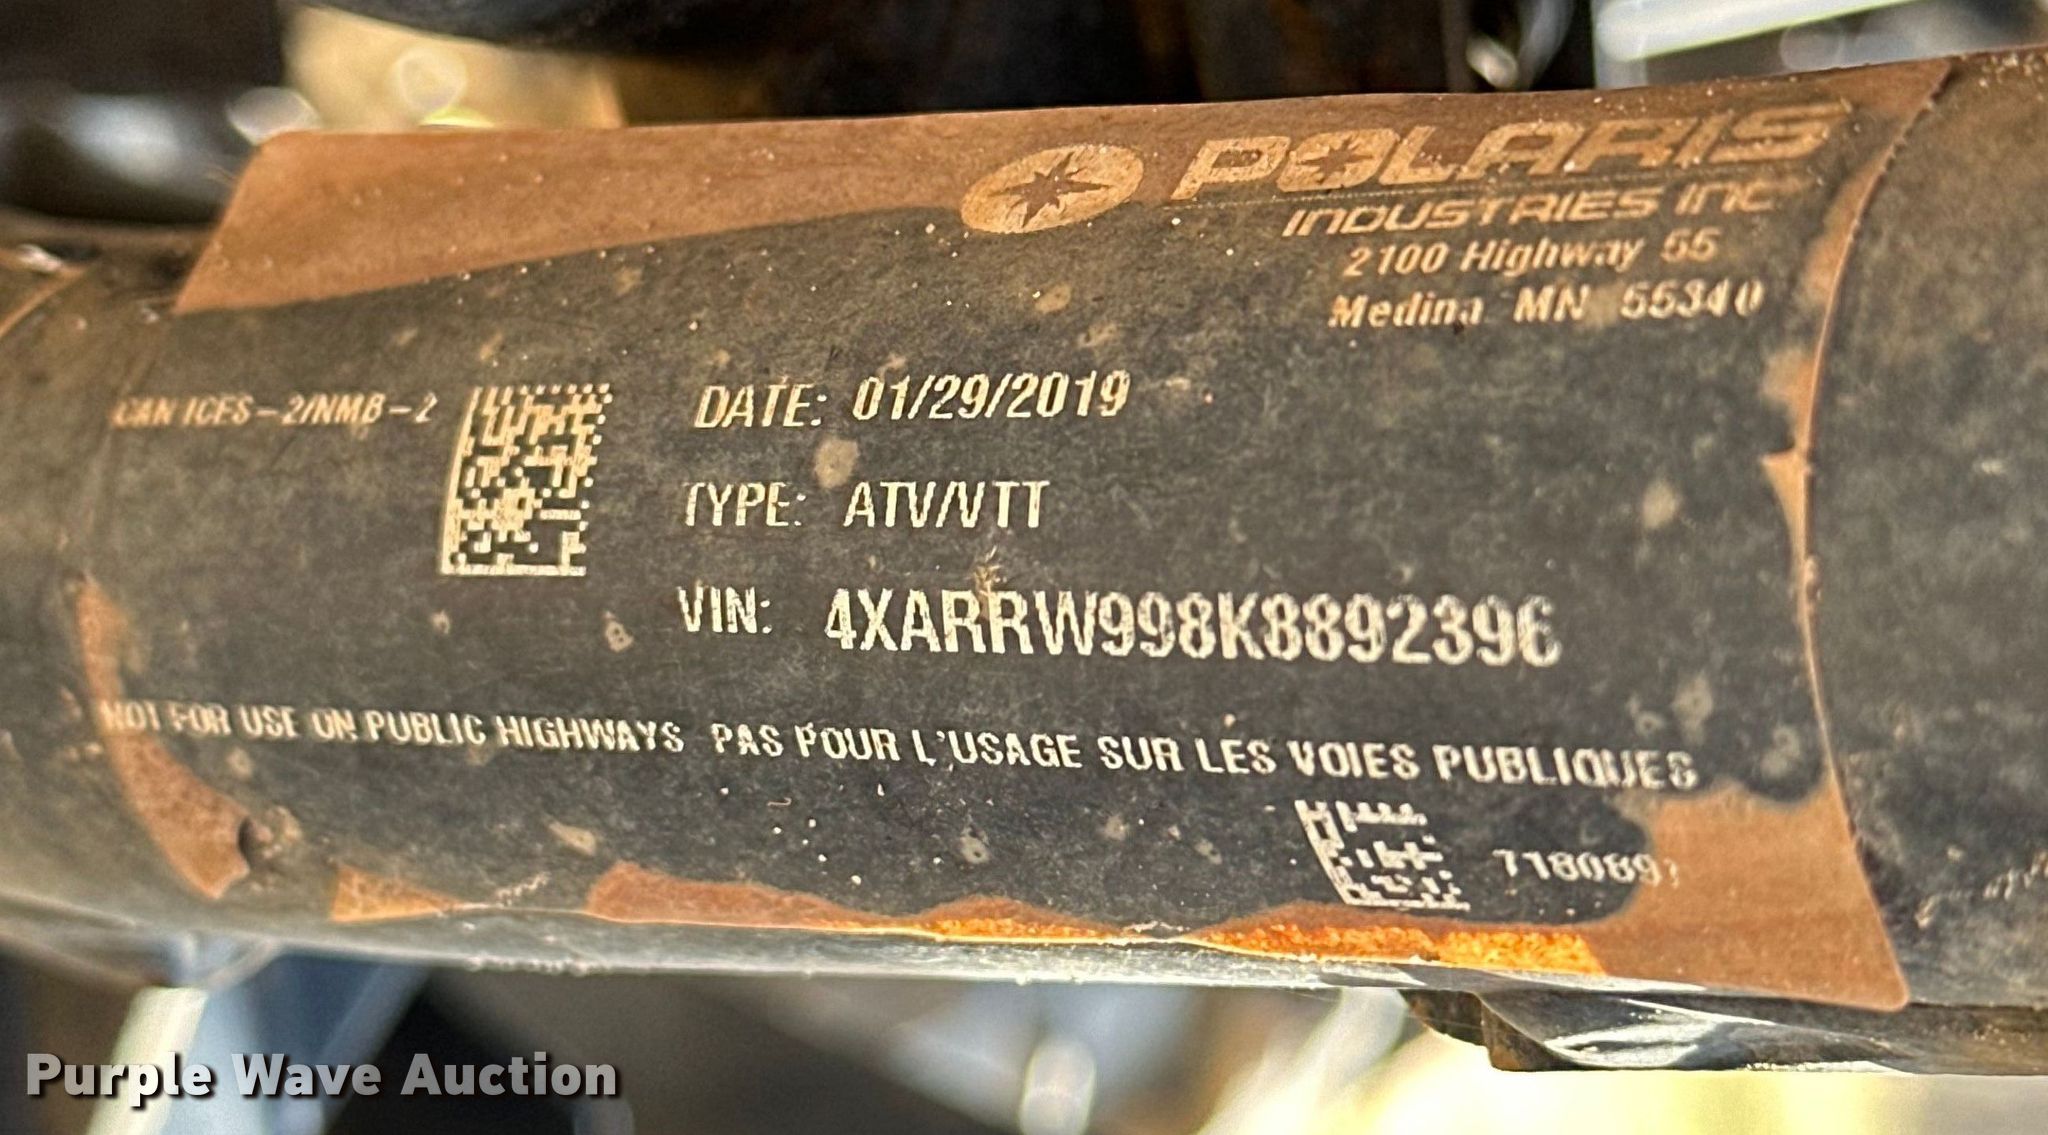 POLARIS
INDUSTRIES INC
2100 Highway 55
Medina MN 55340
CAN ICES-2/NMB-2
DATE: 01/29/2019
TYPE: ATV/VTT
VIN: 4XARRW998K8892396
NOT FOR USE ON PUBLIC HIGHWAYS PAS POUR L'USAGE SUR LES VOIES PUBLIQUES
Purple Wave Auction